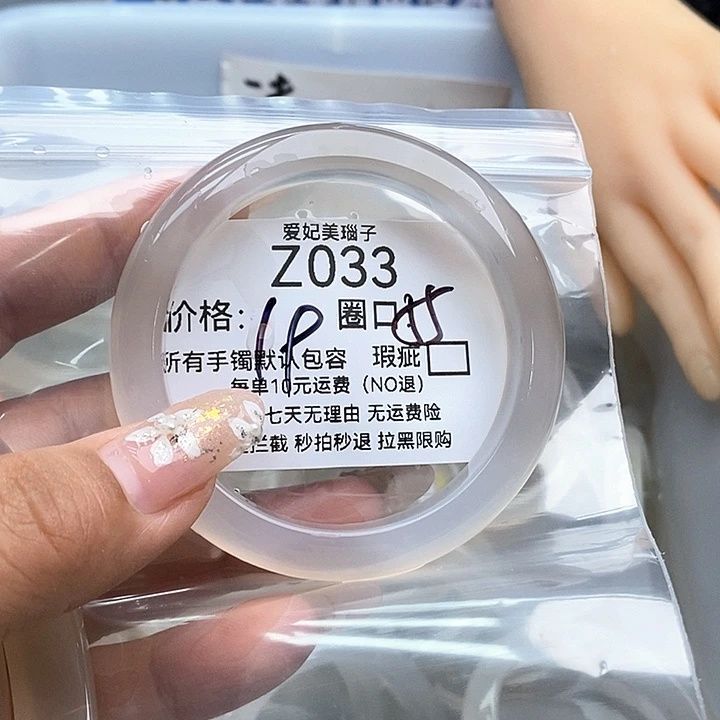 爱妃美瑙子
Z033
价格: 圈口:
所有手镯默认包容 瑕疵
每单10元运费（NO退）
七天无理由 无运费险
拦截 秒拍秒退 拉黑限购